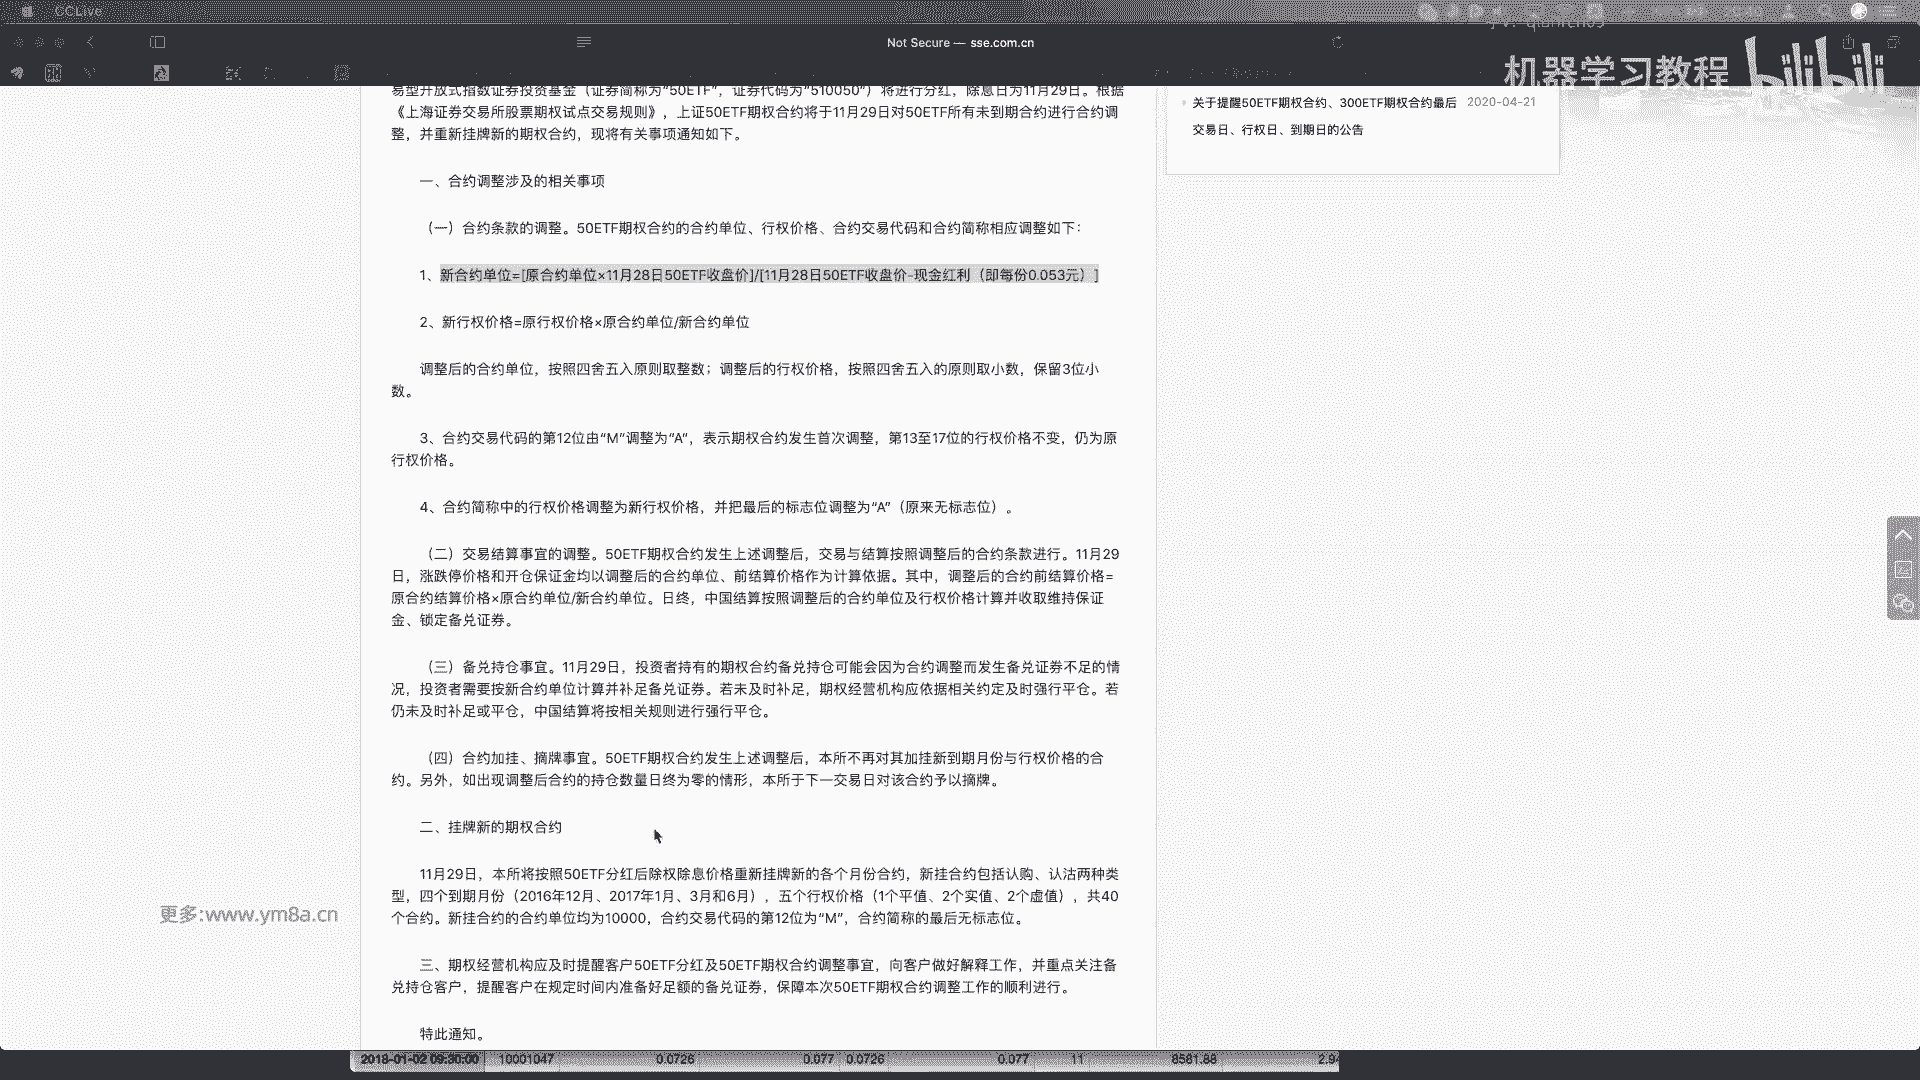 CCLive
Not Secure — sse.com.cn
机器学习教程 bilibili
易型开放式指数证券投资基金（证券简称为“50ETF”，证券代码为“510050”）将进行分红，除息日为11月29日。根据
《上海证券交易所股票期权试点交易规则》，上证50ETF期权合约将于11月29日对50ETF所有未到期合约进行合约调
整，并重新挂牌新的期权合约，现将有关事项通知如下。
关于提醒50ETF期权合约、300ETF期权合约最后 2020-04-21
交易日、行权日、到期日的公告
一、合约调整涉及的相关事项
（一）合约条款的调整。50ETF期权合约的合约单位、行权价格、合约交易代码和合约简称相应调整如下：
1、新合约单位=[原合约单位×11月28日50ETF收盘价]/[11月28日50ETF收盘价-现金红利（即每份0.053元）]
2、新行权价格=原行权价格×原合约单位/新合约单位
调整后的合约单位，按照四舍五入原则取整数；调整后的行权价格，按照四舍五入的原则取小数，保留3位小
数。
3、合约交易代码的第12位由“M”调整为“A”，表示期权合约发生首次调整，第13至17位的行权价格不变，仍为原
行权价格。
4、合约简称中的行权价格调整为新行权价格，并把最后的标志位调整为“A”（原来无标志位）。
（二）交易结算事宜的调整。50ETF期权合约发生上述调整后，交易与结算按照调整后的合约条款进行。11月29
日，涨跌停价格和开仓保证金均以调整后的合约单位、前结算价格作为计算依据。其中，调整后的合约前结算价格=
原合约结算价格×原合约单位/新合约单位。日终，中国结算按照调整后的合约单位及行权价格计算并收取维持保证
金、锁定备兑证券。
（三）备兑持仓事宜。11月29日，投资者持有的期权合约备兑持仓可能会因为合约调整而发生备兑证券不足的情
况，投资者需要按新合约单位计算并补足备兑证券。若未及时补足，期权经营机构应依据相关约定及时强行平仓。若
仍未及时补足或平仓，中国结算将按相关规则进行强行平仓。
（四）合约加挂、摘牌事宜。50ETF期权合约发生上述调整后，本所不再对其加挂新到期月份与行权价格的合
约。另外，如出现调整后合约的持仓数量日终为零的情形，本所于下一交易日对该合约予以摘牌。
二、挂牌新的期权合约
11月29日，本所将按照50ETF分红后除权除息价格重新挂牌新的各个月份合约，新挂合约包括认购、认沽两种类
型，四个到期月份（2016年12月、2017年1月、3月和6月），五个行权价格（1个平值、2个实值、2个虚值），共40
个合约。新挂合约的合约单位均为10000，合约交易代码的第12位为“M”，合约简称的最后无标志位。
更多:www.ym8a.cn
三、期权经营机构应及时提醒客户50ETF分红及50ETF期权合约调整事宜，向客户做好解释工作，并重点关注备
兑持仓客户，提醒客户在规定时间内准备好足额的备兑证券，保障本次50ETF期权合约调整工作的顺利进行。
特此通知。
2018-01-02 09:30:00 10001047 0.0726 0.077 0.0726 0.077 11 8581.88